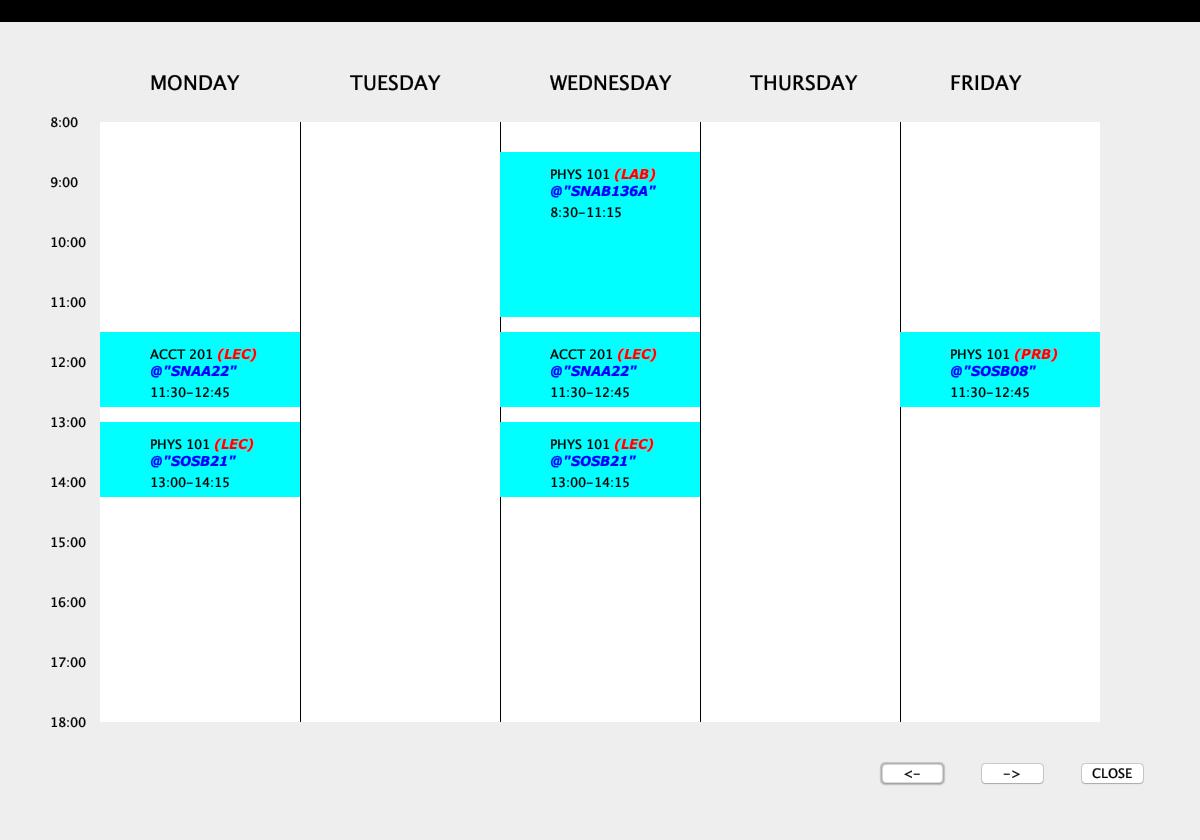 MONDAY TUESDAY WEDNESDAY THURSDAY FRIDAY
8:00
PHYS 101 (LAB)
9:00
@"SNAB136A"
8:30-11:15
10:00
11:00
ACCT 201 (LEC) ACCT 201 (LEC) PHYS 101 (PRB)
12:00
@"SNAA22" @"SNAA22" @"SOSB08"
11:30-12:45 11:30-12:45 11:30-12:45
13:00
PHYS 101 (LEC) PHYS 101 (LEC)
@"SOSB21" @"SOSB21"
14:00 13:00-14:15 13:00-14:15
15:00
16:00
17:00
18:00
<- -> CLOSE